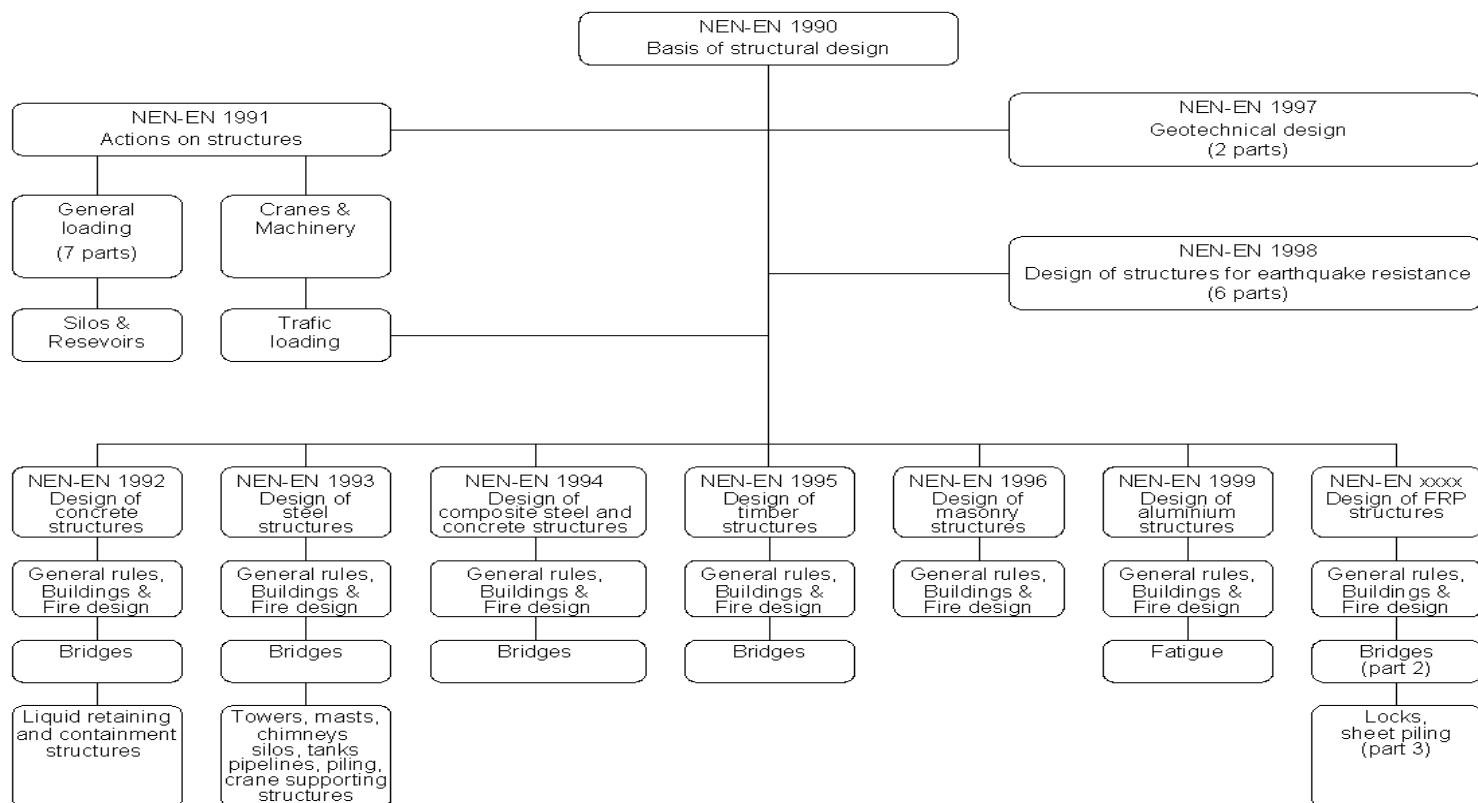 NEN-EN 1990
Basis of structural design
NEN-EN 1991
Actions on structures
NEN-EN 1997
Geotechnical design
(2 parts)
General
loading
(7 parts)
Cranes &
Machinery
NEN-EN 1998
Design of structures for earthquake resistance
(6 parts)
Silos &
Resevoirs
Trafic
loading
NEN-EN 1992
Design of
concrete
structures
NEN-EN 1993
Design of
steel
structures
NEN-EN 1994
Design of
composite steel and
concrete structures
NEN-EN 1995
Design of
timber
structures
NEN-EN 1996
Design of
masonry
structures
NEN-EN 1999
Design of
aluminium
structures
NEN-EN xxxx
Design of FRP
structures
General rules,
Buildings &
Fire design
General rules,
Buildings &
Fire design
General rules,
Buildings &
Fire design
General rules,
Buildings &
Fire design
General rules,
Buildings &
Fire design
General rules,
Buildings &
Fire design
General rules,
Buildings &
Fire design
Bridges
Bridges
Bridges
Bridges
Fatigue
Bridges
(part 2)
Liquid retaining
and containment
structures
Towers, masts,
chimneys
silos, tanks
pipelines, piling,
crane supporting
structures
Locks,
sheet piling
(part 3)